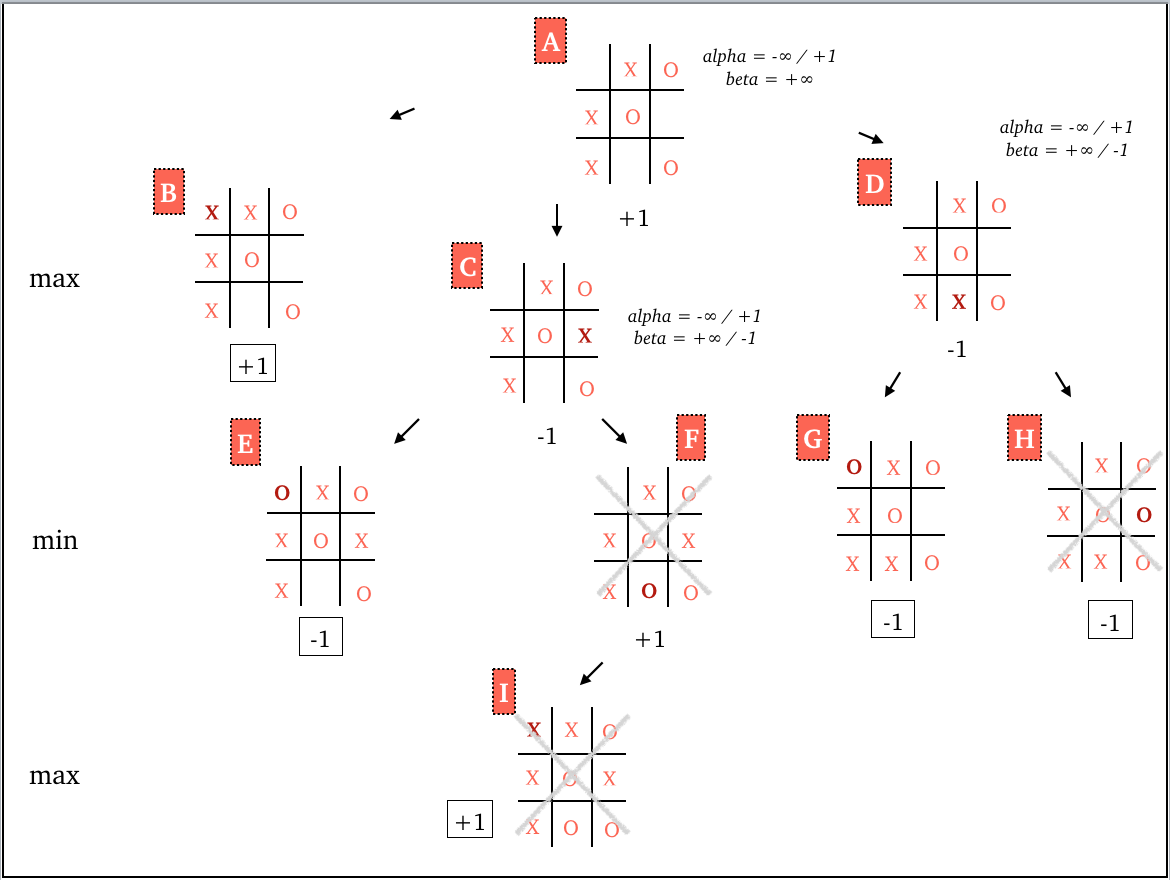 A
X O
X O
X O
alpha = -∞ / +1
beta = +∞
+1
B
X X O
X O
X O
+1
max
C
X O
X O X
X O
-1
alpha = -∞ / +1
beta = +∞ / -1
D
alpha = -∞ / +1
beta = +∞ / -1
X O
X O
X X O
-1
E
O X O
X O X
X O
-1
min
F
X O
X O X
X O O
+1
G
O X O
X O
X X O
-1
H
X O
X O O
X X O
-1
I
X X O
X O X
X O O
+1
max